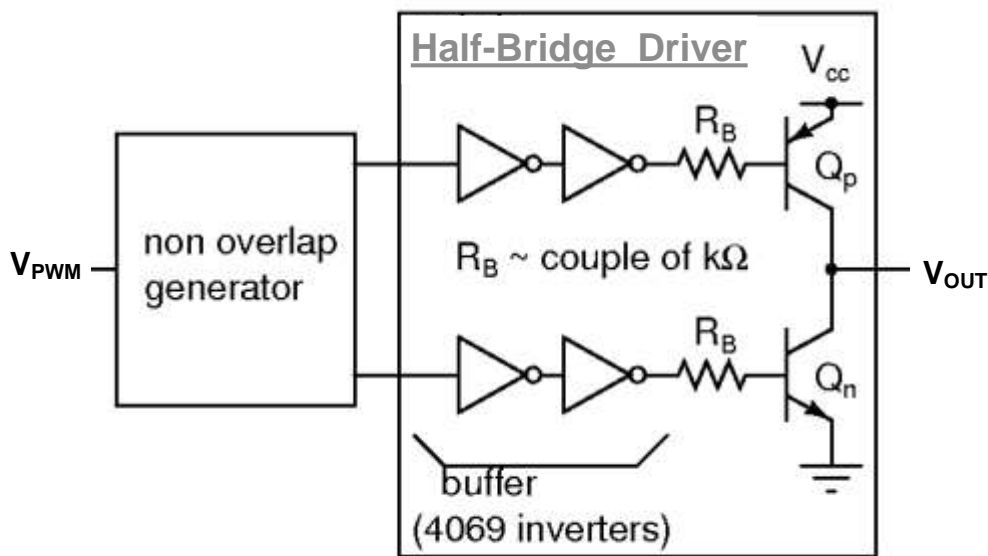 Half-Bridge Driver
Vcc
RB
Qp
non overlap
generator
VPWM
RB ~ couple of kΩ
VOUT
RB
Qn
buffer
(4069 inverters)